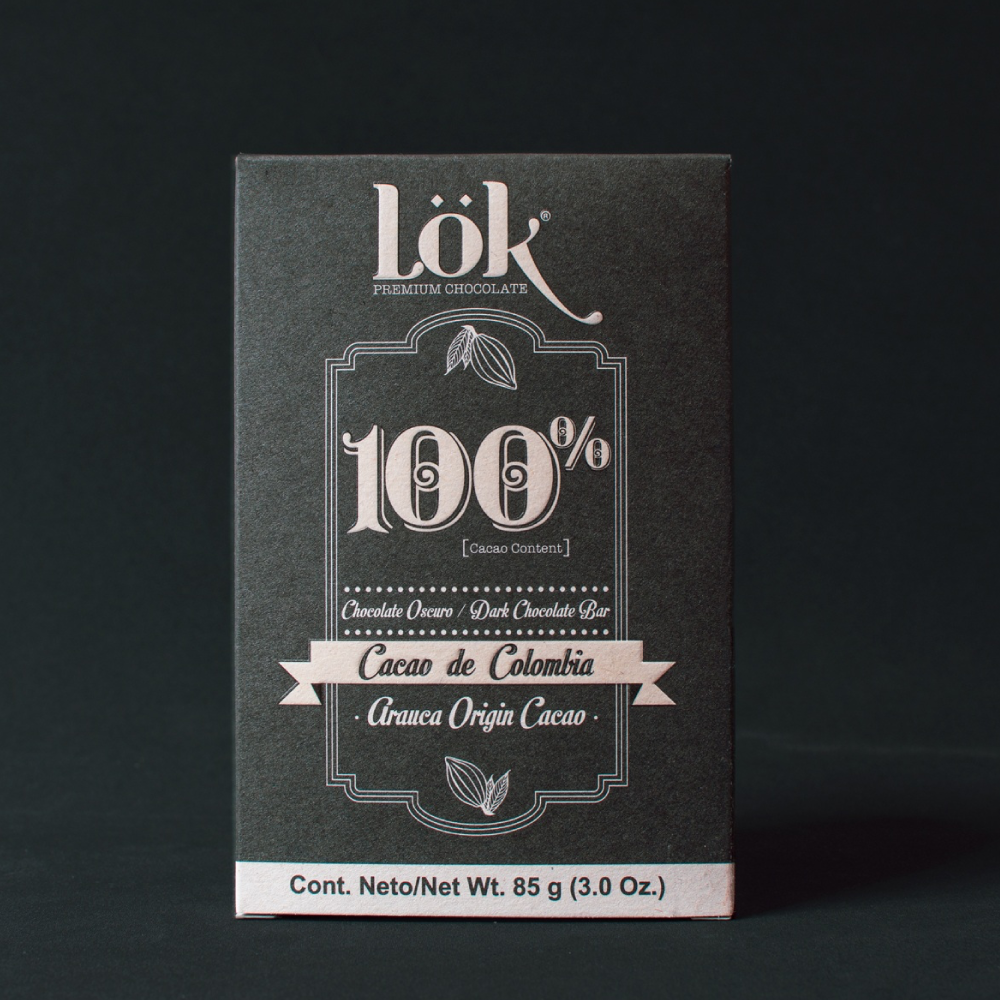 lök®
PREMIUM CHOCOLATE
100%
[Cacao Content]
Chocolate Oscuro / Dark Chocolate Bar
Cacao de Colombia
· Arauca Origin Cacao ·
Cont. Neto/Net Wt. 85 g (3.0 Oz.)